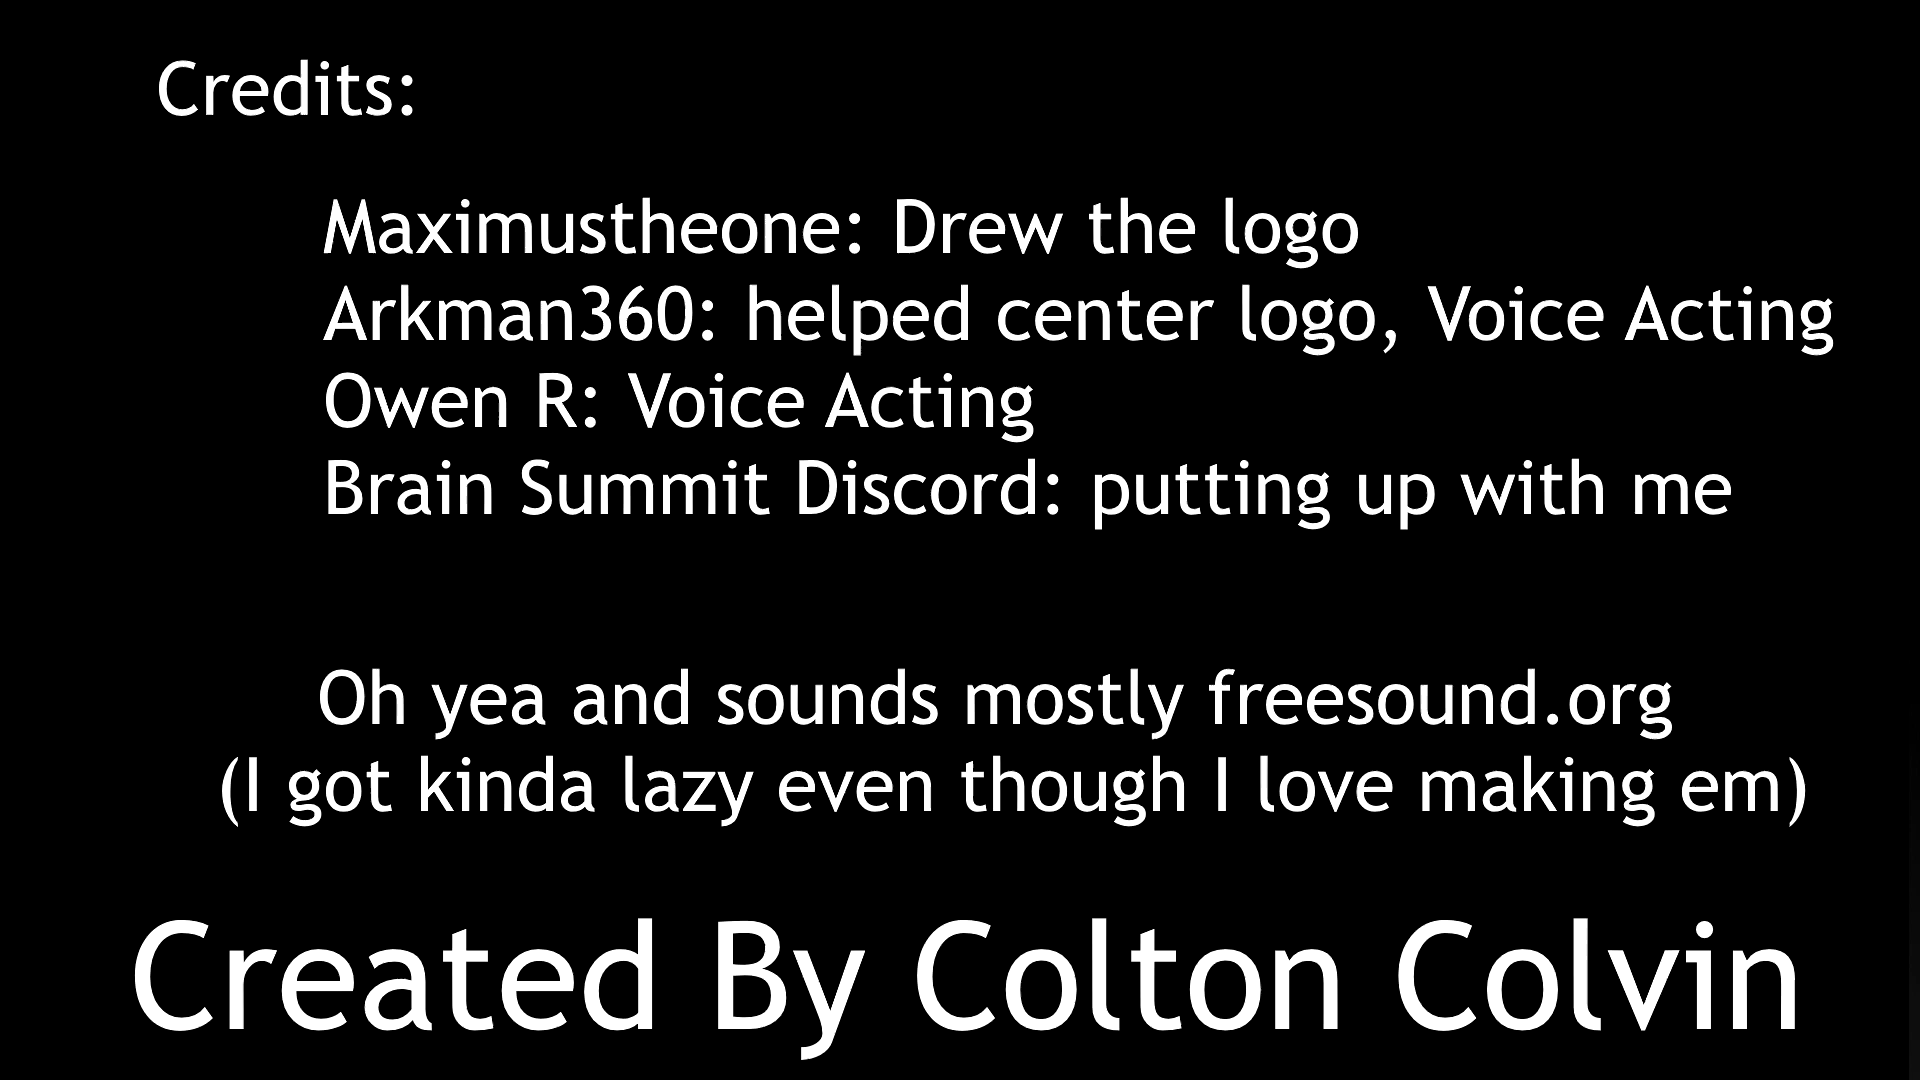 Credits:
Maximustheone: Drew the logo
Arkman360: helped center logo, Voice Acting
Owen R: Voice Acting
Brain Summit Discord: putting up with me
Oh yea and sounds mostly freesound.org
(I got kinda lazy even though I love making em)
Created By Colton Colvin